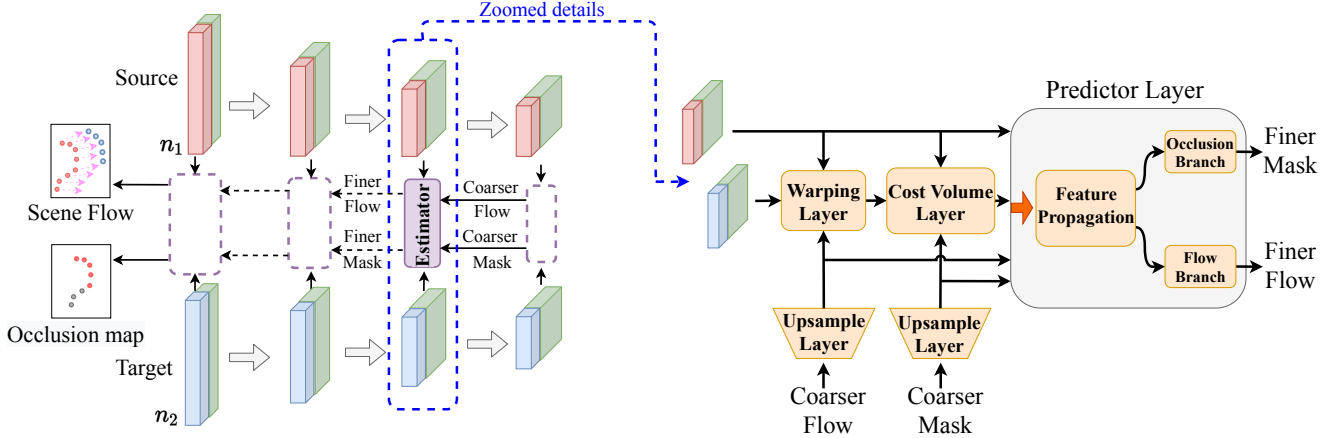 Zoomed details
Source
n1
Scene Flow
Occlusion map
Target
n2
Finer
Flow
Finer
Mask
Estimator
Coarser
Flow
Coarser
Mask
Predictor Layer
Warping
Layer
Cost Volume
Layer
Feature
Propagation
Occlusion
Branch
Flow
Branch
Finer
Mask
Finer
Flow
Upsample
Layer
Upsample
Layer
Coarser
Flow
Coarser
Mask